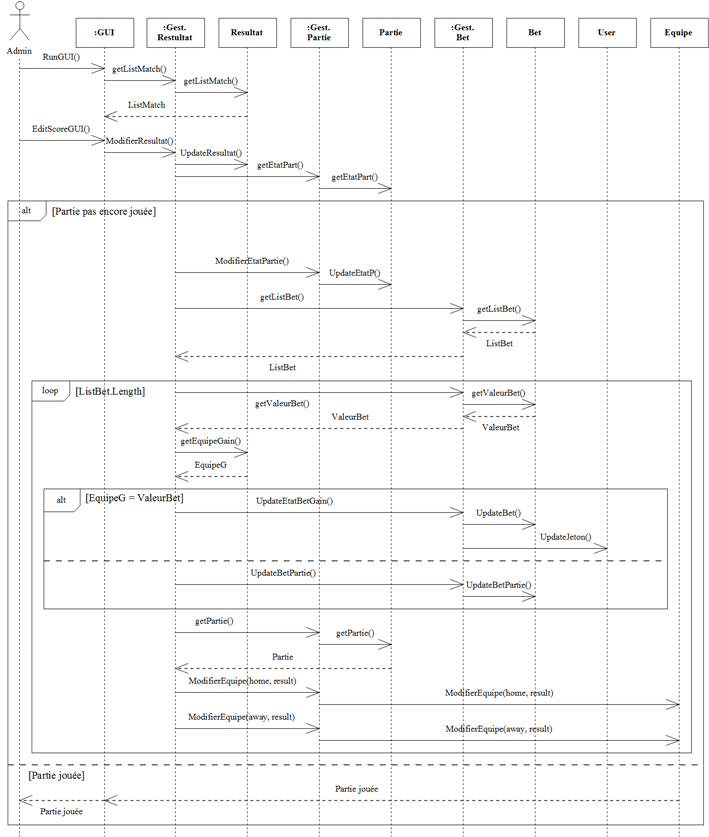 Admin
:GUI
:Gest.
Restultat
Resultat
:Gest.
Partie
Partie
:Gest.
Bet
Bet
User
Equipe
RunGUI()
getListMatch()
getListMatch()
ListMatch
EditScoreGUI()
ModifierResultat()
UpdateResultat()
getEtatPart()
getEtatPart()
alt
[Partie pas encore jouée]
ModifierEtatPartie()
UpdateEtatP()
getListBet()
getListBet()
ListBet
ListBet
loop
[ListBet.Length]
getValeurBet()
getValeurBet()
ValeurBet
ValeurBet
getEquipeGain()
EquipeG
alt
[EquipeG = ValeurBet]
UpdateEtatBetGain()
UpdateBet()
UpdateJeton()
UpdateBetPartie()
UpdateBetPartie()
getPartie()
getPartie()
Partie
ModifierEquipe(home, result)
ModifierEquipe(home, result)
ModifierEquipe(away, result)
ModifierEquipe(away, result)
[Partie jouée]
Partie jouée
Partie jouée